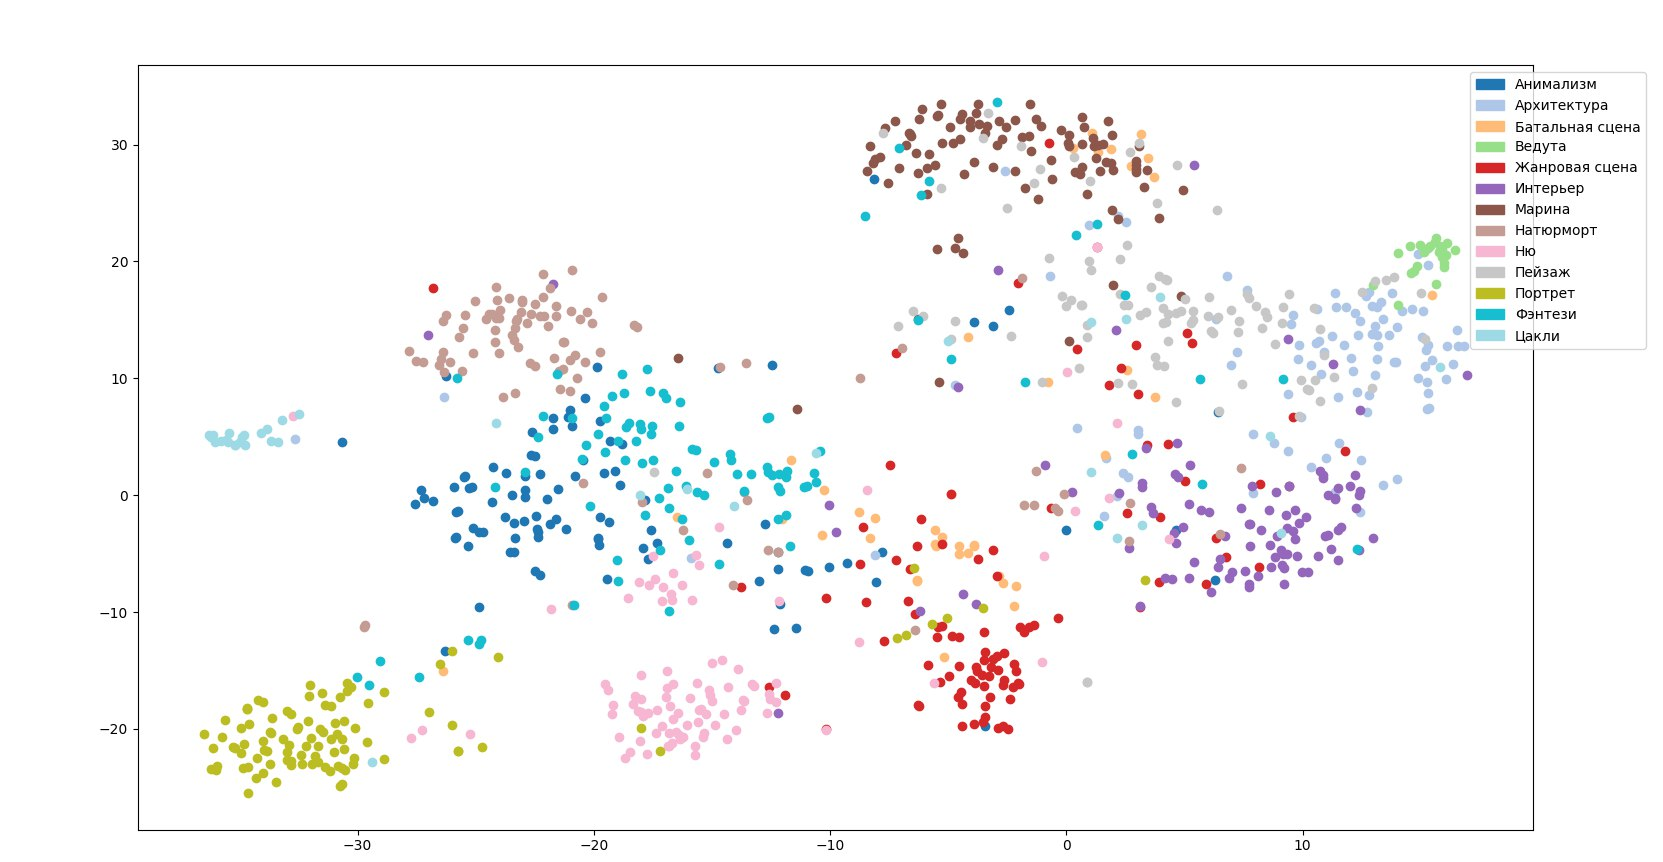 Анимализм
Архитектура
Батальная сцена
Ведута
Жанровая сцена
Интерьер
Марина
Натюрморт
Ню
Пейзаж
Портрет
Фэнтези
Цакли
30
20
10
0
−10
−20
−30 −20 −10 0 10